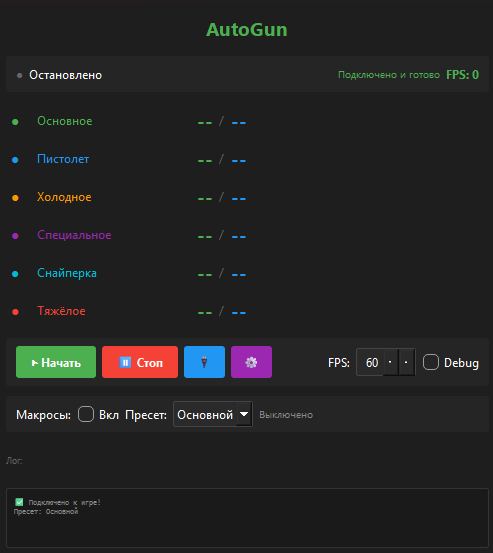 AutoGun
Остановлено Подключено и готово FPS: 0
Основное -- / --
Пистолет -- / --
Холодное -- / --
Специальное -- / --
Снайперка -- / --
Тяжёлое -- / --
Начать Стоп FPS: 60 Debug
Макросы: Вкл Пресет: Основной Выключено
Лог:
Подключено к игре!
Пресет: Основной